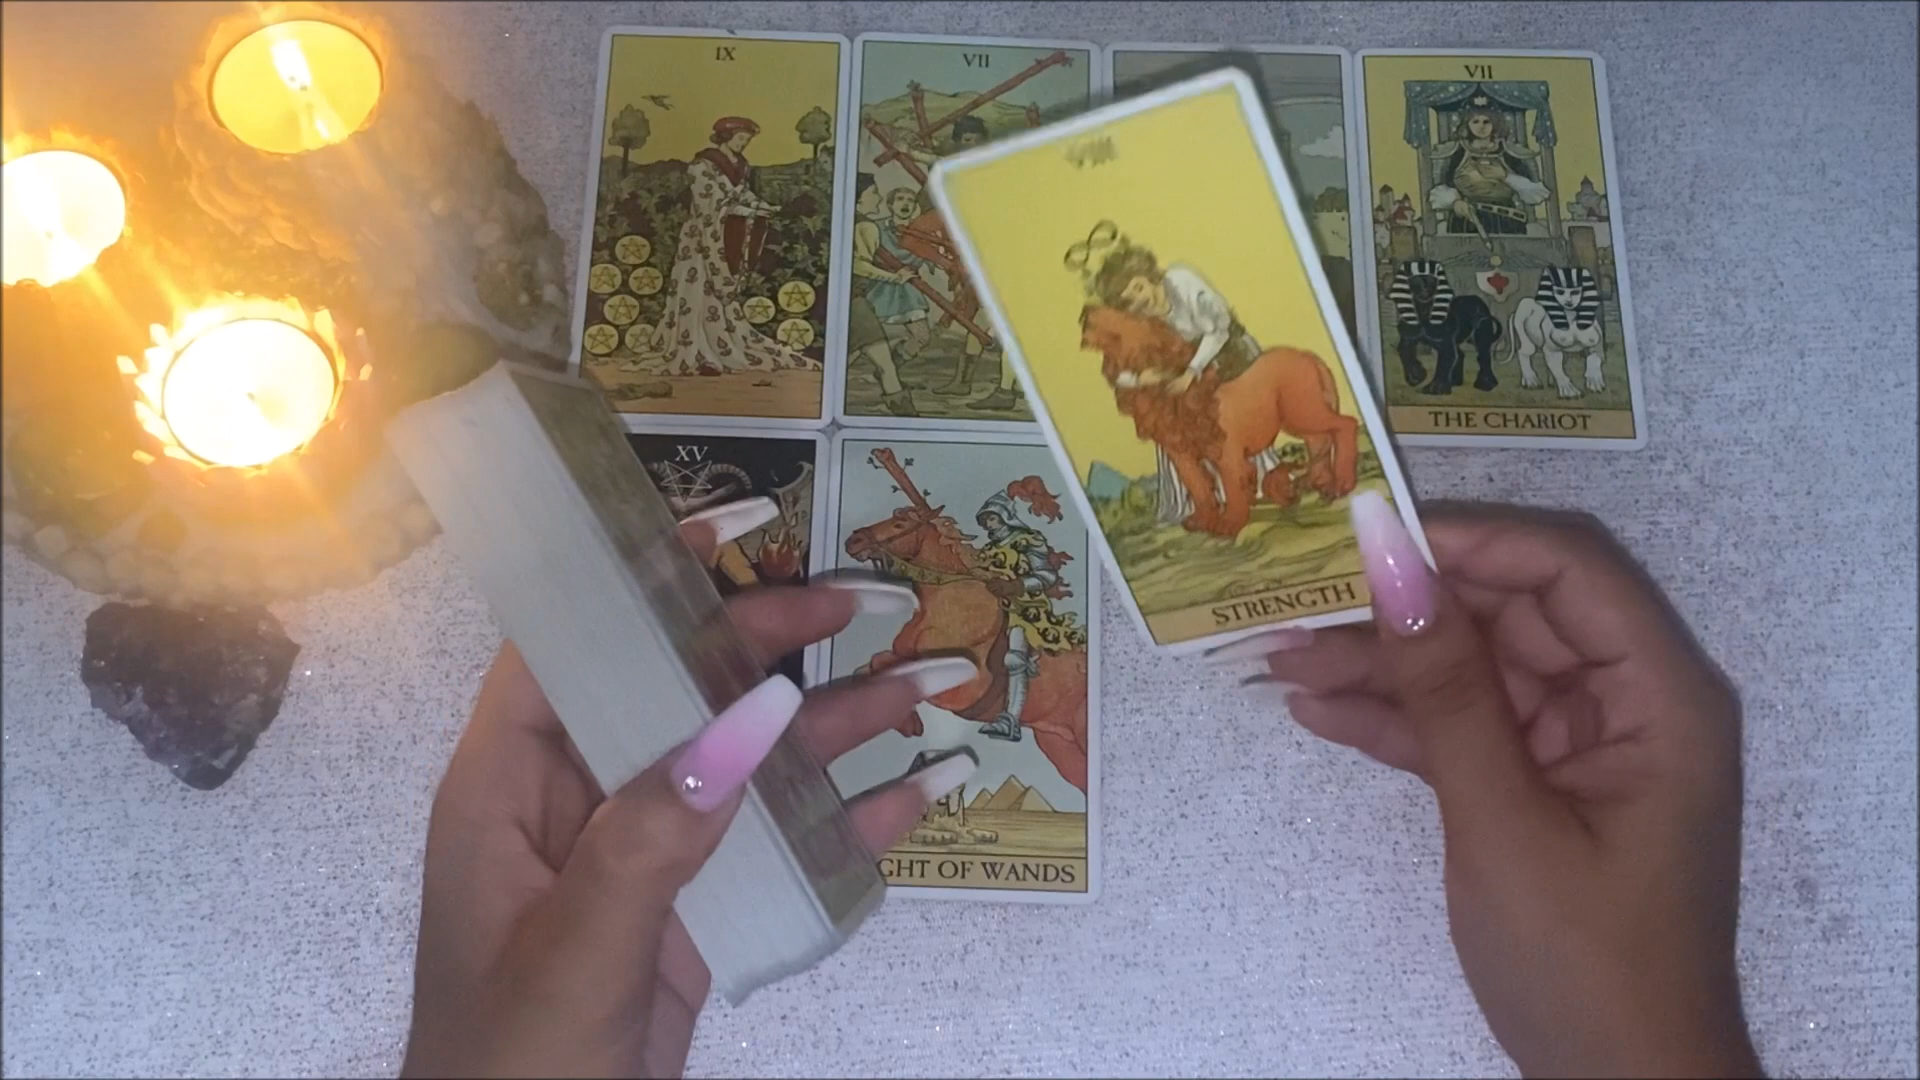 IX
VII
VII
THE CHARIOT
STRENGTH
XV
GHT OF WANDS